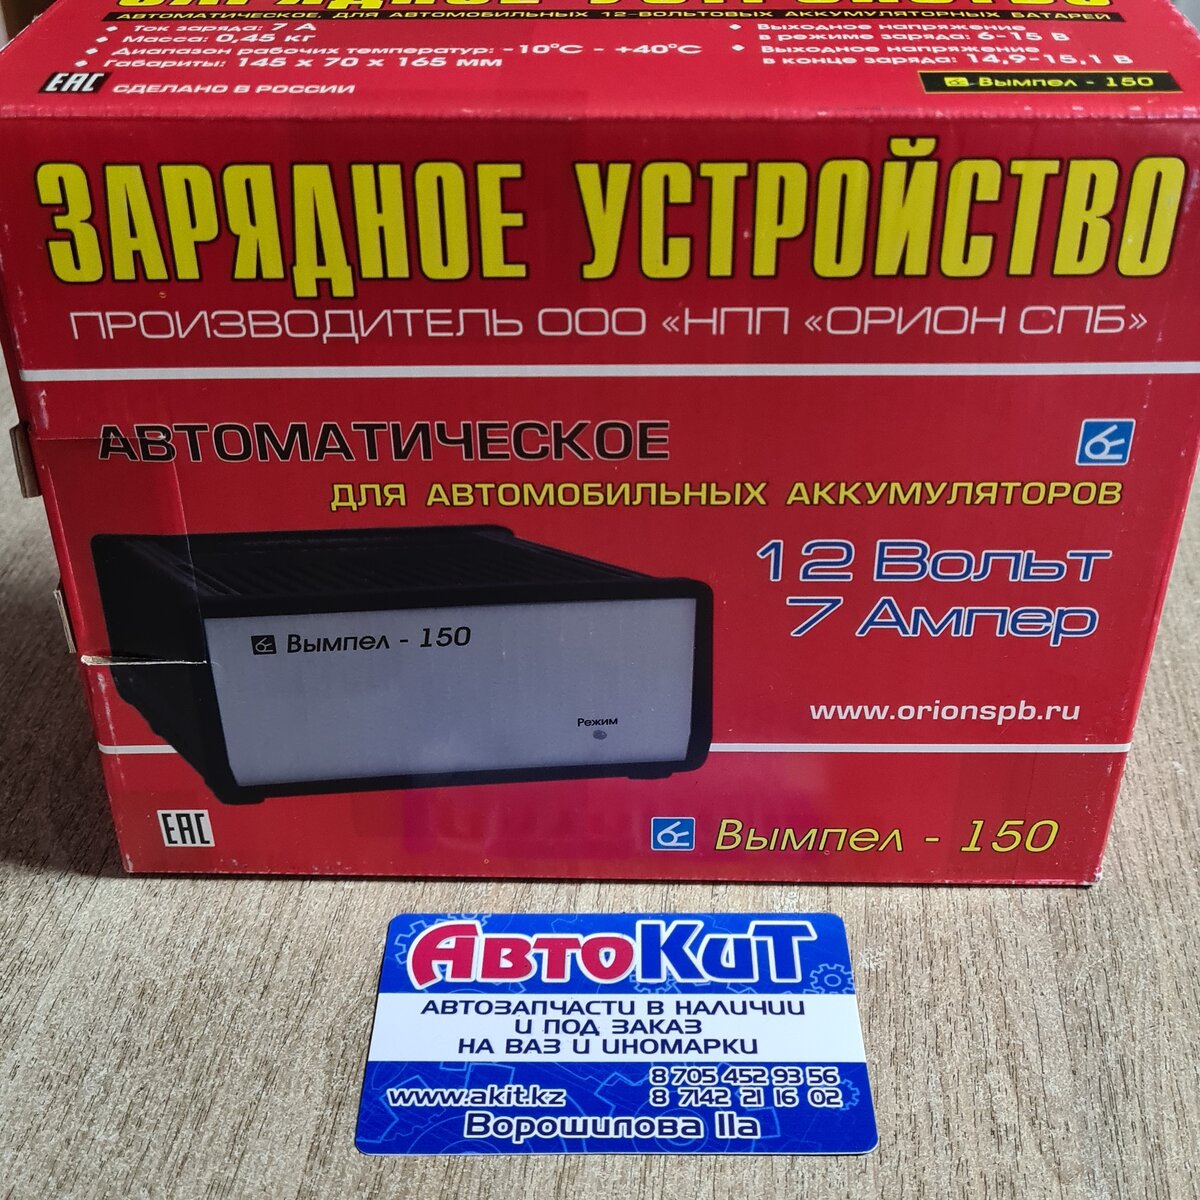 АВТОМАТИЧЕСКОЕ, ДЛЯ АВТОМОБИЛЬНЫХ 12-ВОЛЬТОВЫХ АККУМУЛЯТОРНЫХ БАТАРЕЙ
Ток заряда: 7 А
Масса: 0,45 кг
Диапазон рабочих температур: -10°С - +40°С
Габариты: 145 х 70 х 165 мм
Выходное напряжение
в режиме заряда: 6-15 В
Выходное напряжение
в конце заряда: 14,9-15,1 В
ЕАС СДЕЛАНО В РОССИИ
Вымпел - 150
ЗАРЯДНОЕ УСТРОЙСТВО
ПРОИЗВОДИТЕЛЬ ООО «НПП «ОРИОН СПБ»
АВТОМАТИЧЕСКОЕ
ДЛЯ АВТОМОБИЛЬНЫХ АККУМУЛЯТОРОВ
12 Вольт
7 Ампер
Вымпел - 150
Режим
www.orionspb.ru
ЕАС
Вымпел - 150
АвтоКиТ
АВТОЗАПЧАСТИ В НАЛИЧИИ
И ПОД ЗАКАЗ
НА ВАЗ И ИНОМАРКИ
8 705 452 93 56
www.akit.kz 8 7142 21 16 02
Ворошилова 11а